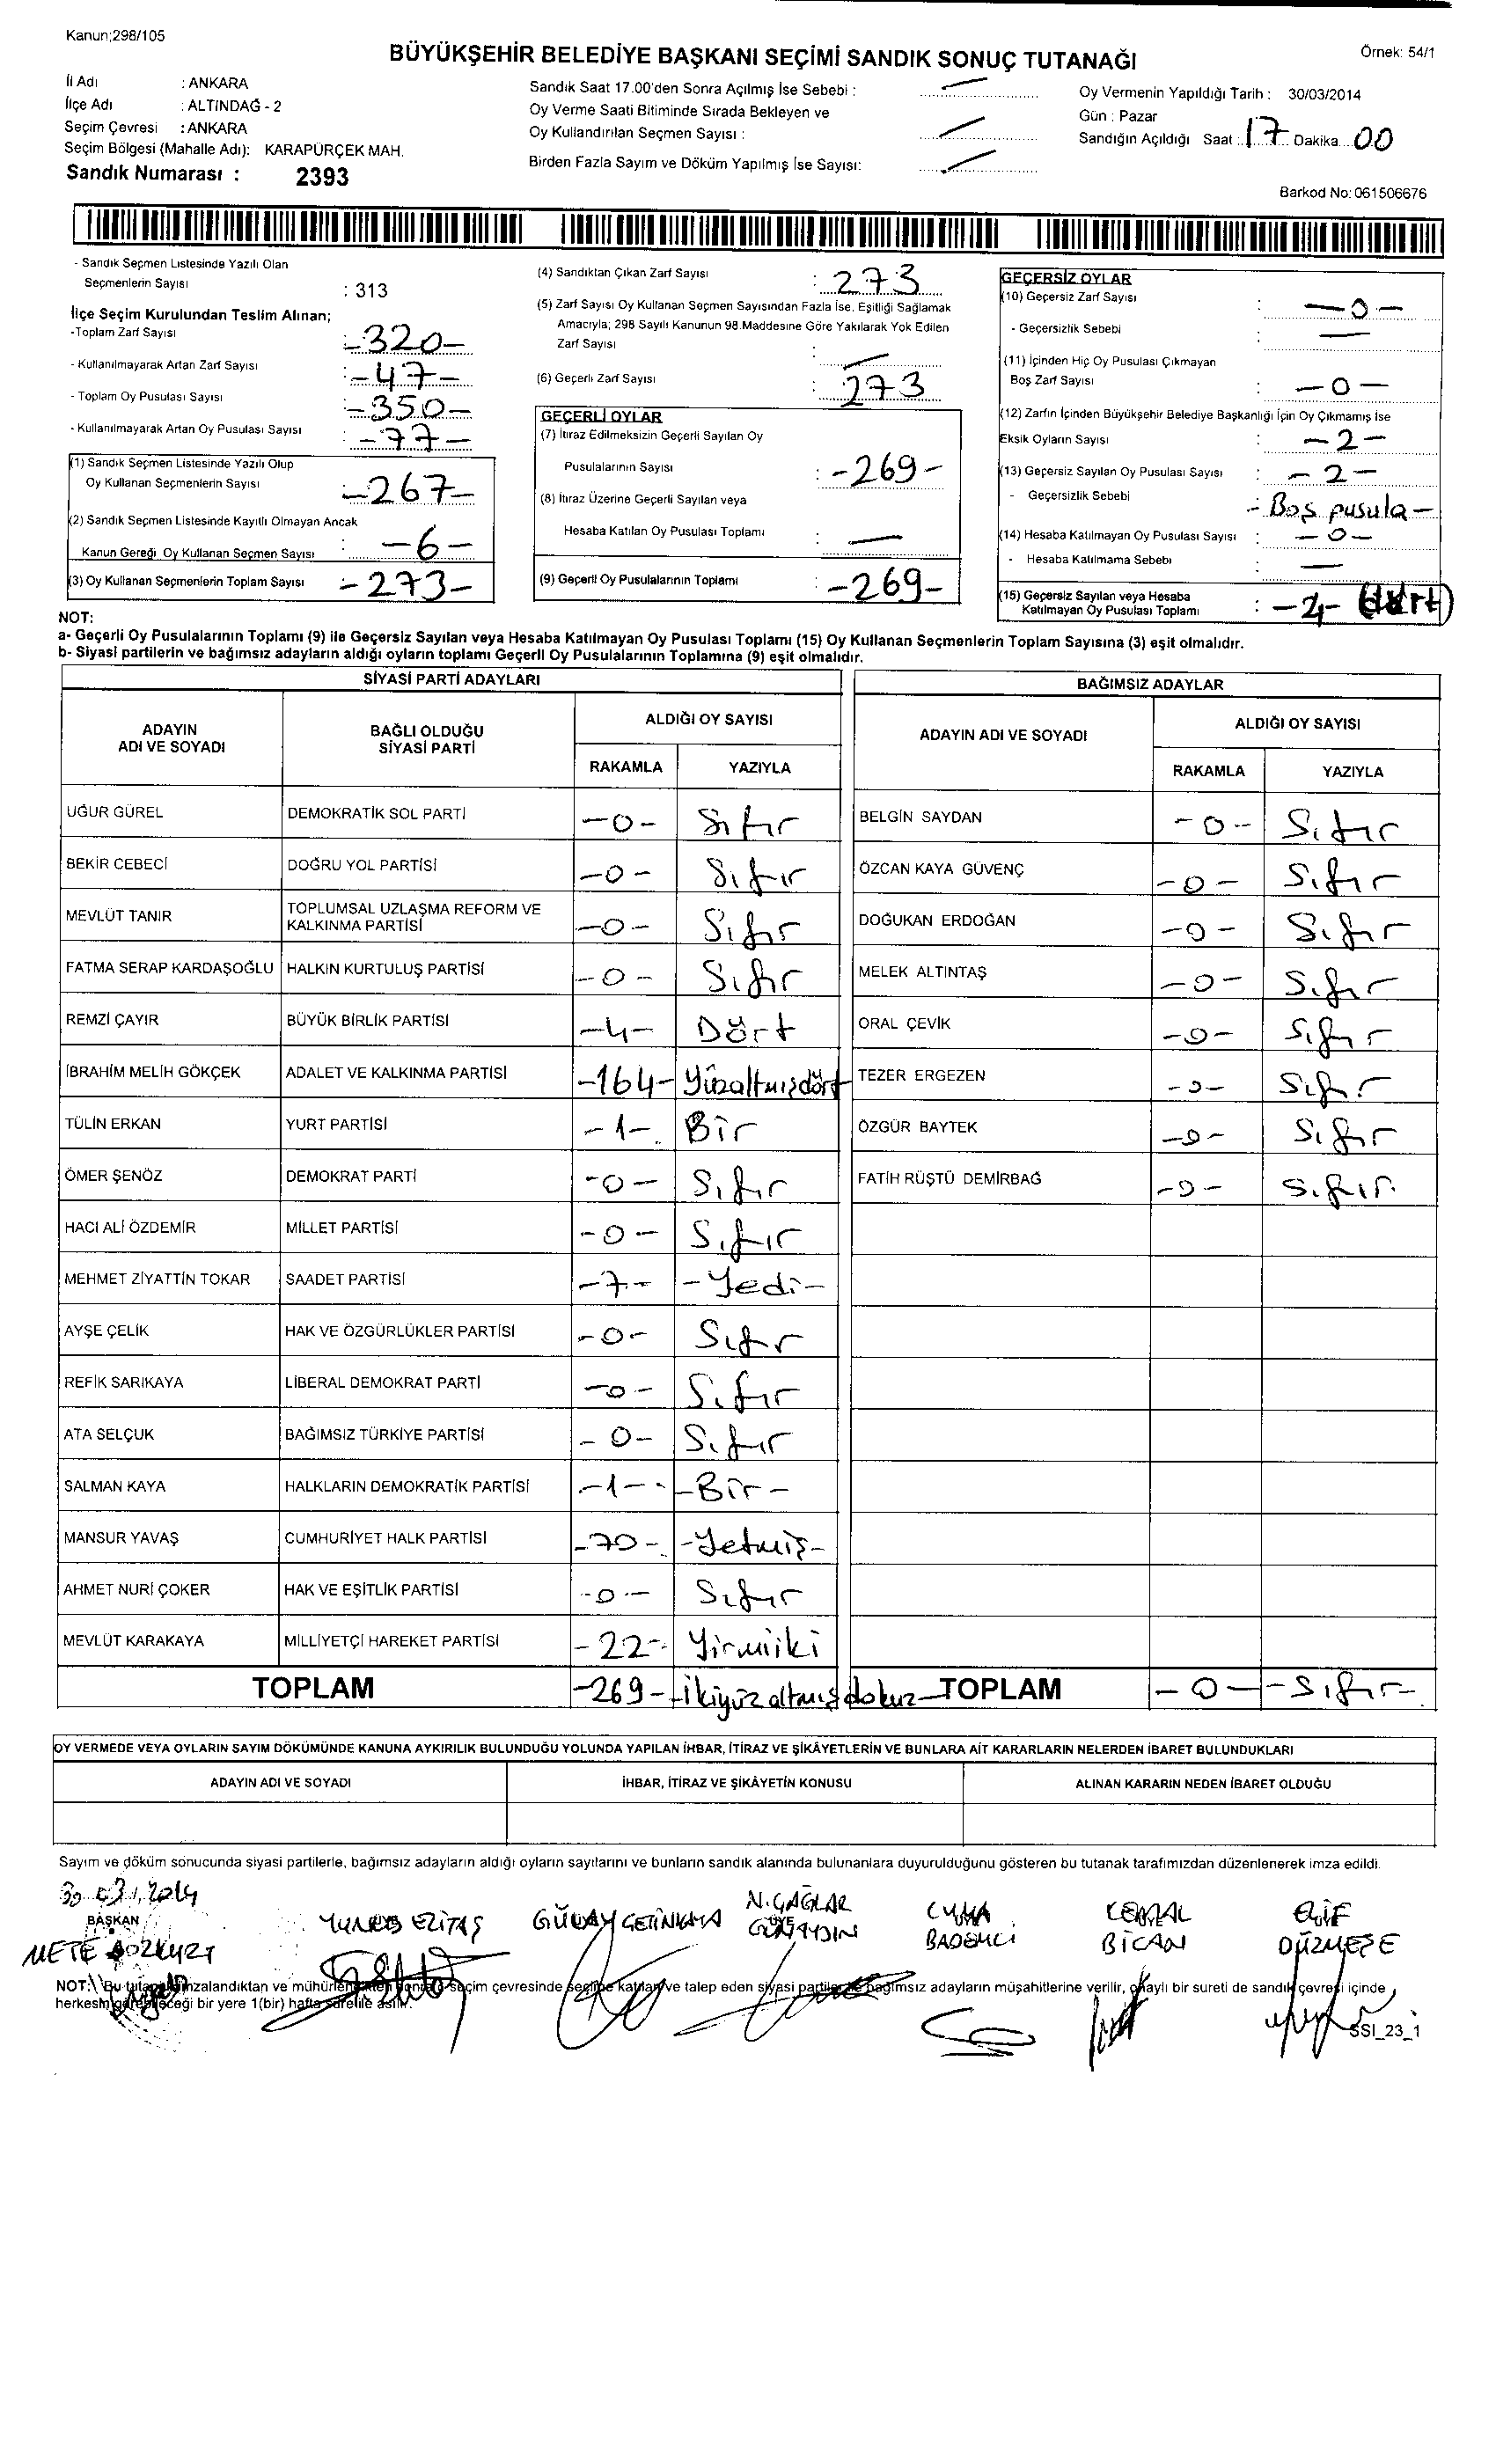 Kanun;298/105
BÜYÜKŞEHİR BELEDİYE BAŞKANI SEÇİMİ SANDIK SONUÇ TUTANAĞI
Örnek: 54/1
İl Adı : ANKARA
İlçe Adı : ALTINDAĞ - 2
Seçim Çevresi : ANKARA
Seçim Bölgesi (Mahalle Adı): KARAPÜRÇEK MAH.
Sandık Numarası : 2393
Sandık Saat 17.00'den Sonra Açılmış İse Sebebi :
Oy Verme Saati Bitiminde Sırada Bekleyen ve
Oy Kullandırılan Seçmen Sayısı :
Birden Fazla Sayım ve Döküm Yapılmış İse Sayısı:
Oy Vermenin Yapıldığı Tarih : 30/03/2014
Gün : Pazar
Sandığın Açıldığı Saat : 17 Dakika 00
Barkod No: 061506676
- Sandık Seçmen Listesinde Yazılı Olan
Seçmenlerin Sayısı : 313
İlçe Seçim Kurulundan Teslim Alınan;
-Toplam Zarf Sayısı : -320-
- Kullanılmayarak Artan Zarf Sayısı : -47-
- Toplam Oy Pusulası Sayısı : -350-
- Kullanılmayarak Artan Oy Pusulası Sayısı : -77-
(1) Sandık Seçmen Listesinde Yazılı Olup
Oy Kullanan Seçmenlerin Sayısı : -267-
(2) Sandık Seçmen Listesinde Kayıtlı Olmayan Ancak
Kanun Gereği Oy Kullanan Seçmen Sayısı : -6-
(3) Oy Kullanan Seçmenlerin Toplam Sayısı : -273-
(4) Sandıktan Çıkan Zarf Sayısı : 273
(5) Zarf Sayısı Oy Kullanan Seçmen Sayısından Fazla İse, Eşitliği Sağlamak
Amacıyla; 298 Sayılı Kanunun 98.Maddesine Göre Yakılarak Yok Edilen
Zarf Sayısı : -
(6) Geçerli Zarf Sayısı : 273
GEÇERLİ OYLAR
(7) İtiraz Edilmeksizin Geçerli Sayılan Oy
Pusulalarının Sayısı : -269-
(8) İtiraz Üzerine Geçerli Sayılan veya
Hesaba Katılan Oy Pusulası Toplamı : -
(9) Geçerli Oy Pusulalarının Toplamı : -269-
GEÇERSİZ OYLAR
(10) Geçersiz Zarf Sayısı : -0-
- Geçersizlik Sebebi : -
(11) İçinden Hiç Oy Pusulası Çıkmayan
Boş Zarf Sayısı : -0-
(12) Zarfın İçinden Büyükşehir Belediye Başkanlığı İçin Oy Çıkmamış İse
Eksik Oyların Sayısı : -2-
(13) Geçersiz Sayılan Oy Pusulası Sayısı : -2-
- Geçersizlik Sebebi - Boş pusula -
(14) Hesaba Katılmayan Oy Pusulası Sayısı : -0-
- Hesaba Katılmama Sebebi : -
(15) Geçersiz Sayılan veya Hesaba
Katılmayan Oy Pusulası Toplamı : -4- (dört)
NOT:
a- Geçerli Oy Pusulalarının Toplamı (9) ile Geçersiz Sayılan veya Hesaba Katılmayan Oy Pusulası Toplamı (15) Oy Kullanan Seçmenlerin Toplam Sayısına (3) eşit olmalıdır.
b- Siyasi partilerin ve bağımsız adayların aldığı oyların toplamı Geçerli Oy Pusulalarının Toplamına (9) eşit olmalıdır.
SİYASİ PARTİ ADAYLARI
BAĞIMSIZ ADAYLAR
ADAYIN ADI VE SOYADI
BAĞLI OLDUĞU SİYASİ PARTİ
ALDIĞI OY SAYISI
RAKAMLA YAZIYLA
ADAYIN ADI VE SOYADI
ALDIĞI OY SAYISI
RAKAMLA YAZIYLA
UĞUR GÜREL DEMOKRATİK SOL PARTİ -0- Sıfır BELGİN SAYDAN -0- Sıfır
BEKİR CEBECİ DOĞRU YOL PARTİSİ -0- Sıfır ÖZCAN KAYA GÜVENÇ -0- Sıfır
MEVLÜT TANIR TOPLUMSAL UZLAŞMA REFORM VE KALKINMA PARTİSİ -0- Sıfır DOĞUKAN ERDOĞAN -0- Sıfır
FATMA SERAP KARDAŞOĞLU HALKIN KURTULUŞ PARTİSİ -0- Sıfır MELEK ALTINTAŞ -0- Sıfır
REMZİ ÇAYIR BÜYÜK BİRLİK PARTİSİ -4- Dört ORAL ÇEVİK -0- Sıfır
İBRAHİM MELİH GÖKÇEK ADALET VE KALKINMA PARTİSİ -164- Yüzaltmışdört TEZER ERGEZEN -0- Sıfır
TÜLİN ERKAN YURT PARTİSİ -1- Bir ÖZGÜR BAYTEK -0- Sıfır
ÖMER ŞENÖZ DEMOKRAT PARTİ -0- Sıfır FATİH RÜŞTÜ DEMİRBAĞ -0- Sıfır
HACI ALİ ÖZDEMİR MİLLET PARTİSİ -0- Sıfır
MEHMET ZİYATTİN TOKAR SAADET PARTİSİ -7- -Yedi-
AYŞE ÇELİK HAK VE ÖZGÜRLÜKLER PARTİSİ -0- Sıfır
REFİK SARIKAYA LİBERAL DEMOKRAT PARTİ -0- Sıfır
ATA SELÇUK BAĞIMSIZ TÜRKİYE PARTİSİ -0- Sıfır
SALMAN KAYA HALKLARIN DEMOKRATİK PARTİSİ -1- -Bir-
MANSUR YAVAŞ CUMHURİYET HALK PARTİSİ -70- -Yetmiş-
AHMET NURİ ÇOKER HAK VE EŞİTLİK PARTİSİ -0- Sıfır
MEVLÜT KARAKAYA MİLLİYETÇİ HAREKET PARTİSİ -22- Yirmiiki
TOPLAM -269- -ikiyüzaltmışdokuz- TOPLAM -0- -Sıfır-
OY VERMEDE VEYA OYLARIN SAYIM DÖKÜMÜNDE KANUNA AYKIRILIK BULUNDUĞU YOLUNDA YAPILAN İHBAR, İTİRAZ VE ŞİKÂYETLERİN VE BUNLARA AİT KARARLARIN NELERDEN İBARET BULUNDUKLARI
ADAYIN ADI VE SOYADI İHBAR, İTİRAZ VE ŞİKÂYETİN KONUSU ALINAN KARARIN NEDEN İBARET OLDUĞU
Sayım ve döküm sonucunda siyasi partilerle, bağımsız adayların aldığı oyların sayılarını ve bunların sandık alanında bulunanlara duyurulduğunu gösteren bu tutanak tarafımızdan düzenlenerek imza edildi.
30.03.2014
BAŞKAN
METE BOZKURT
YUNUS EZİTAŞ
GÜLAY ÇETİNKAYA
N.ÇAĞLAR GÜNAYDIN
CUMA BADEMCİ
KEMAL BİCAN
ELİF DÜZMEŞE
NOT: Bu tutanak imzalandıktan ve mühürlendikten sonra seçim çevresinde seçime katılan ve talep eden siyasi partiler ile bağımsız adayların müşahitlerine verilir, onaylı bir sureti de sandık çevresi içinde
herkesin görebileceği bir yere 1(bir) hafta süreliğine asılır.
SSI_23_1